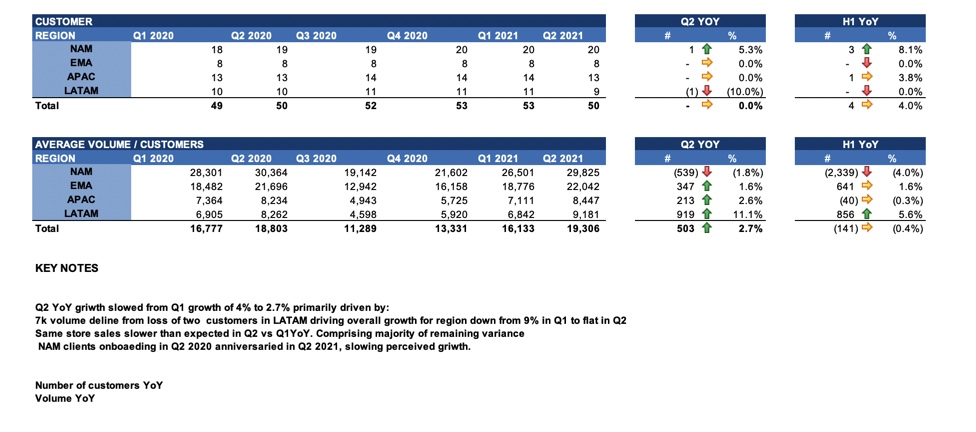 CUSTOMER Q2 YOY H1 YoY
REGION Q1 2020 Q2 2020 Q3 2020 Q4 2020 Q1 2021 Q2 2021 # % # %
NAM 18 19 19 20 20 20 1 5.3% 3 8.1%
EMA 8 8 8 8 8 8 - 0.0% - 0.0%
APAC 13 13 14 14 14 13 - 0.0% 1 3.8%
LATAM 10 10 11 11 11 9 (1) (10.0%) - 0.0%
Total 49 50 52 53 53 50 - 0.0% 4 4.0%
AVERAGE VOLUME / CUSTOMERS Q2 YOY H1 YoY
REGION Q1 2020 Q2 2020 Q3 2020 Q4 2020 Q1 2021 Q2 2021 # % # %
NAM 28,301 30,364 19,142 21,602 26,501 29,825 (539) (1.8%) (2,339) (4.0%)
EMA 18,482 21,696 12,942 16,158 18,776 22,042 347 1.6% 641 1.6%
APAC 7,364 8,234 4,943 5,725 7,111 8,447 213 2.6% (40) (0.3%)
LATAM 6,905 8,262 4,598 5,920 6,842 9,181 919 11.1% 856 5.6%
Total 16,777 18,803 11,289 13,331 16,133 19,306 503 2.7% (141) (0.4%)
KEY NOTES
Q2 YoY griwth slowed from Q1 growth of 4% to 2.7% primarily driven by:
7k volume deline from loss of two customers in LATAM driving overall growth for region down from 9% in Q1 to flat in Q2
Same store sales slower than expected in Q2 vs Q1YoY. Comprising majority of remaining variance
NAM clients onboaeding in Q2 2020 anniversaried in Q2 2021, slowing perceived griwth.
Number of customers YoY
Volume YoY